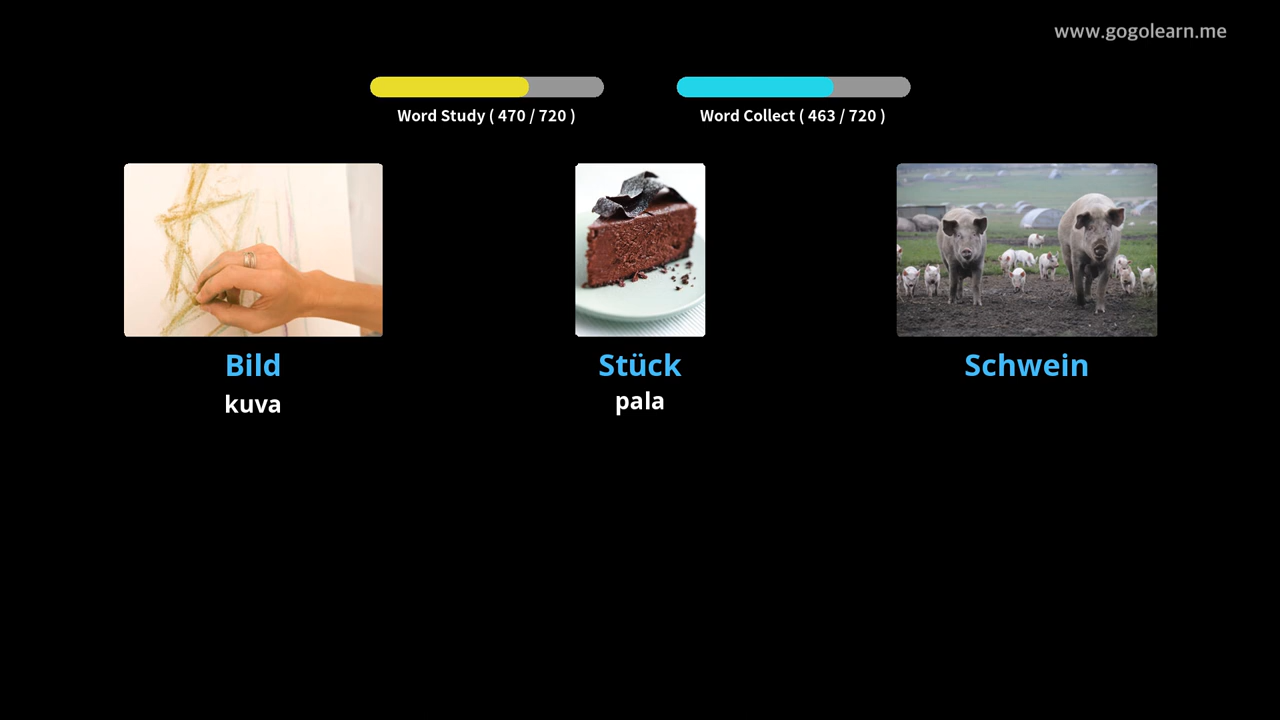 www.gogolearn.me
Word Study ( 470 / 720 )
Word Collect ( 463 / 720 )
Bild
kuva
Stück
pala
Schwein